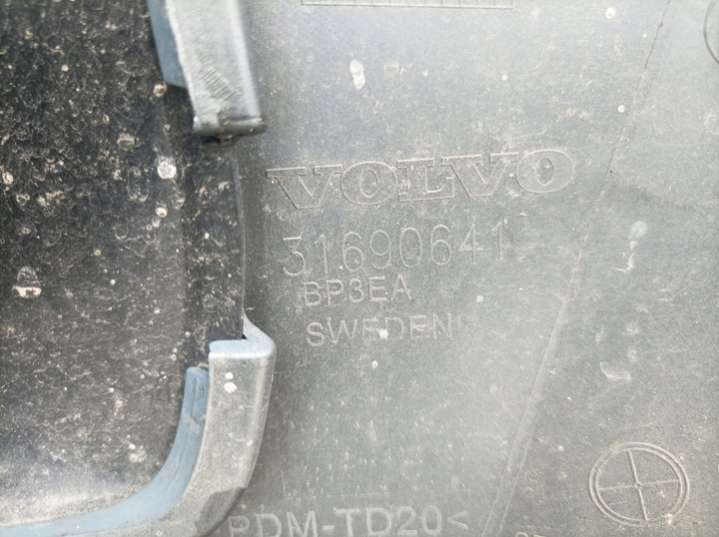 VOLVO
31690641
BP3EA
SWEDEN
PDM-TD20<